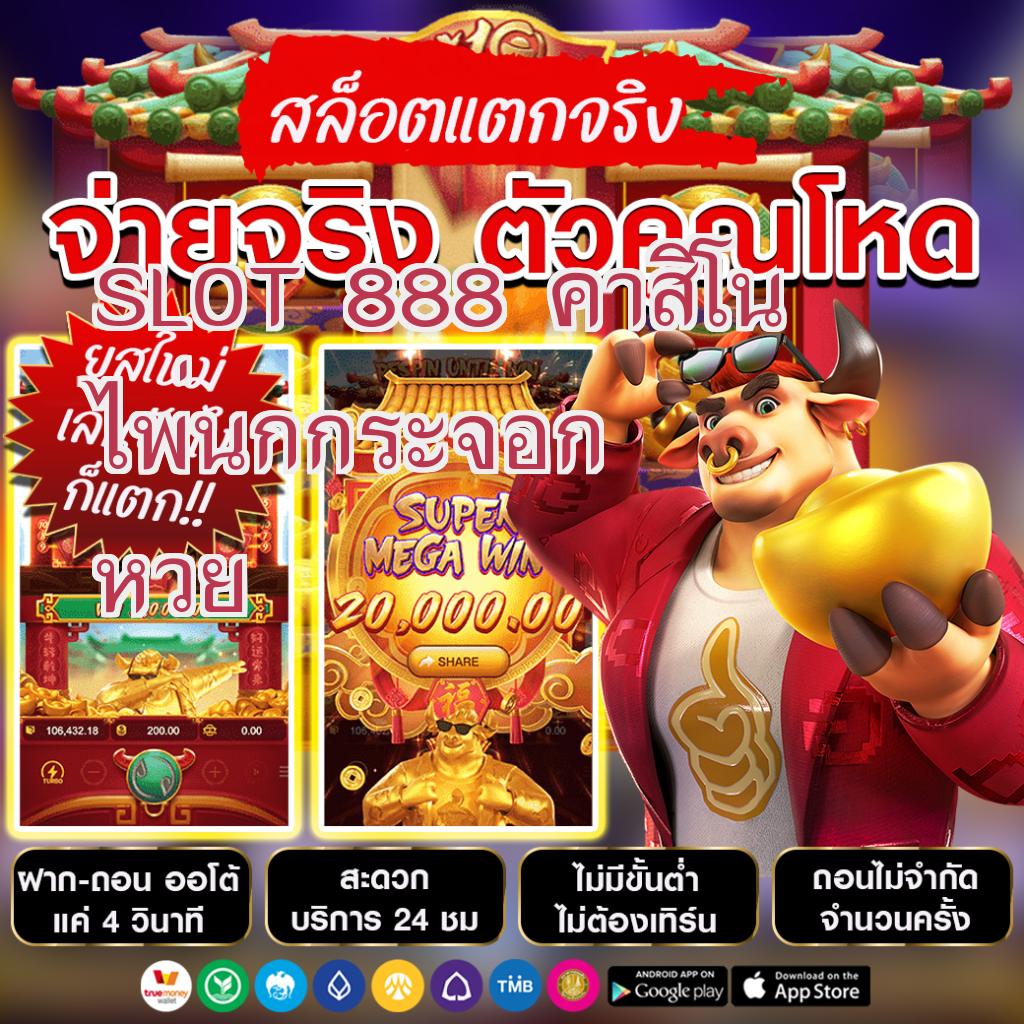 สล็อตแตกจริง
จ่ายจริง ตัวคูณโหด
SLOT 888 คาสิโน
ไพนกกระจอก
หวย
ยูสใหม่
ก็แตก!!
SUPER
MEGA WIN
20,000.00
SHARE
106,432.18
200.00
0.00
TURBO
ฝาก-ถอน ออโต้
แค่ 4 วินาที
สะดวก
บริการ 24 ชม
ไม่มีขั้นต่ำ
ไม่ต้องเทิร์น
ถอนไม่จำกัด
จำนวนครั้ง
truemoney
wallet
TMB
ANDROID APP ON
Google play
Download on the
App Store